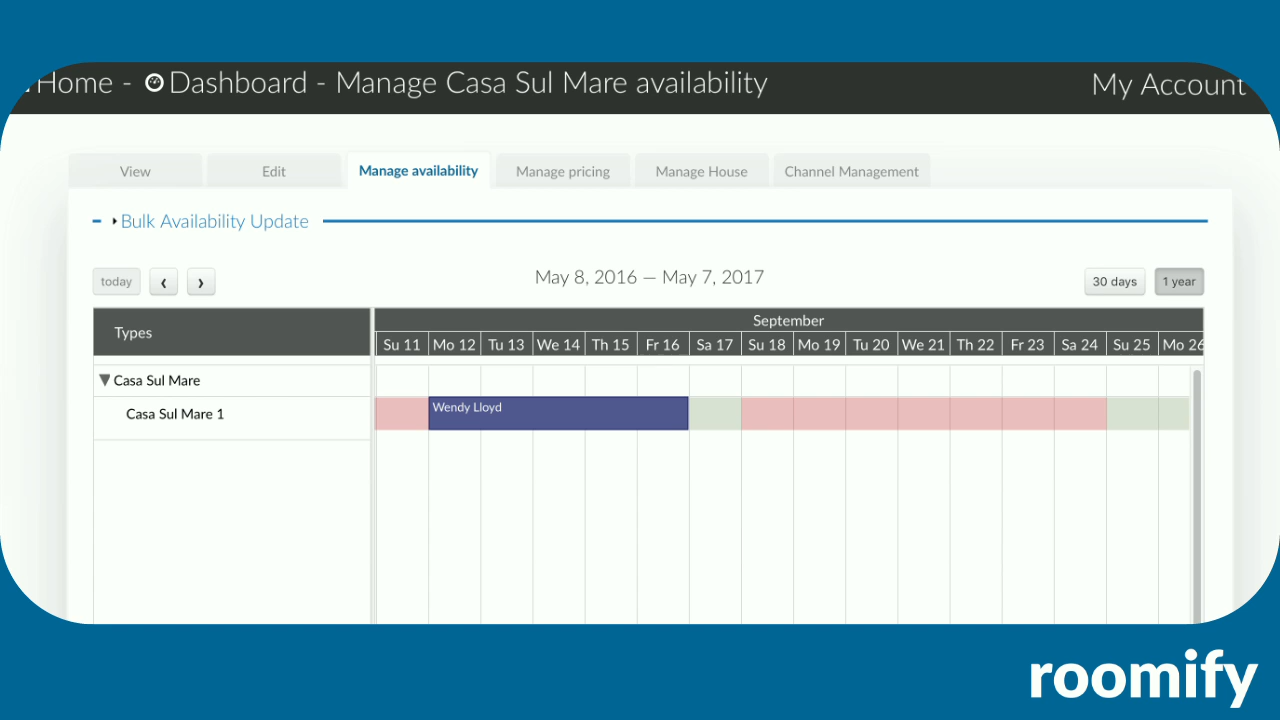 Home - Dashboard - Manage Casa Sul Mare availability
My Account
View Edit Manage availability Manage pricing Manage House Channel Management
Bulk Availability Update
today ‹ › May 8, 2016 — May 7, 2017 30 days 1 year
Types
September
Su 11 Mo 12 Tu 13 We 14 Th 15 Fr 16 Sa 17 Su 18 Mo 19 Tu 20 We 21 Th 22 Fr 23 Sa 24 Su 25 Mo 26
Casa Sul Mare
Casa Sul Mare 1
Wendy Lloyd
roomify